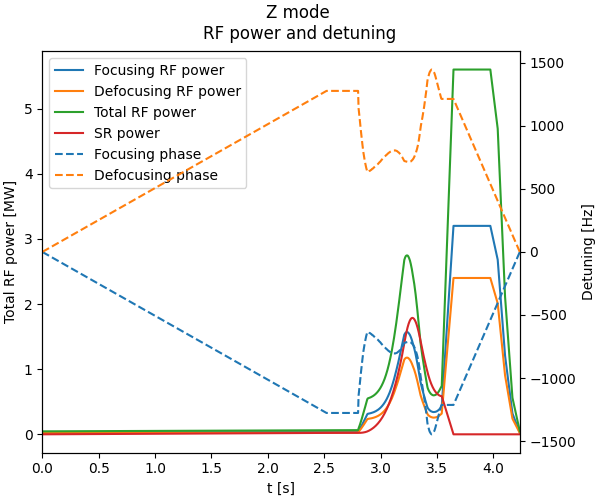 Z mode
RF power and detuning
Focusing RF power
Defocusing RF power
Total RF power
SR power
Focusing phase
Defocusing phase
Total RF power [MW]
5
4
3
2
1
0
1500
1000
500
0
−500
−1000
−1500
Detuning [Hz]
0.0 0.5 1.0 1.5 2.0 2.5 3.0 3.5 4.0
t [s]